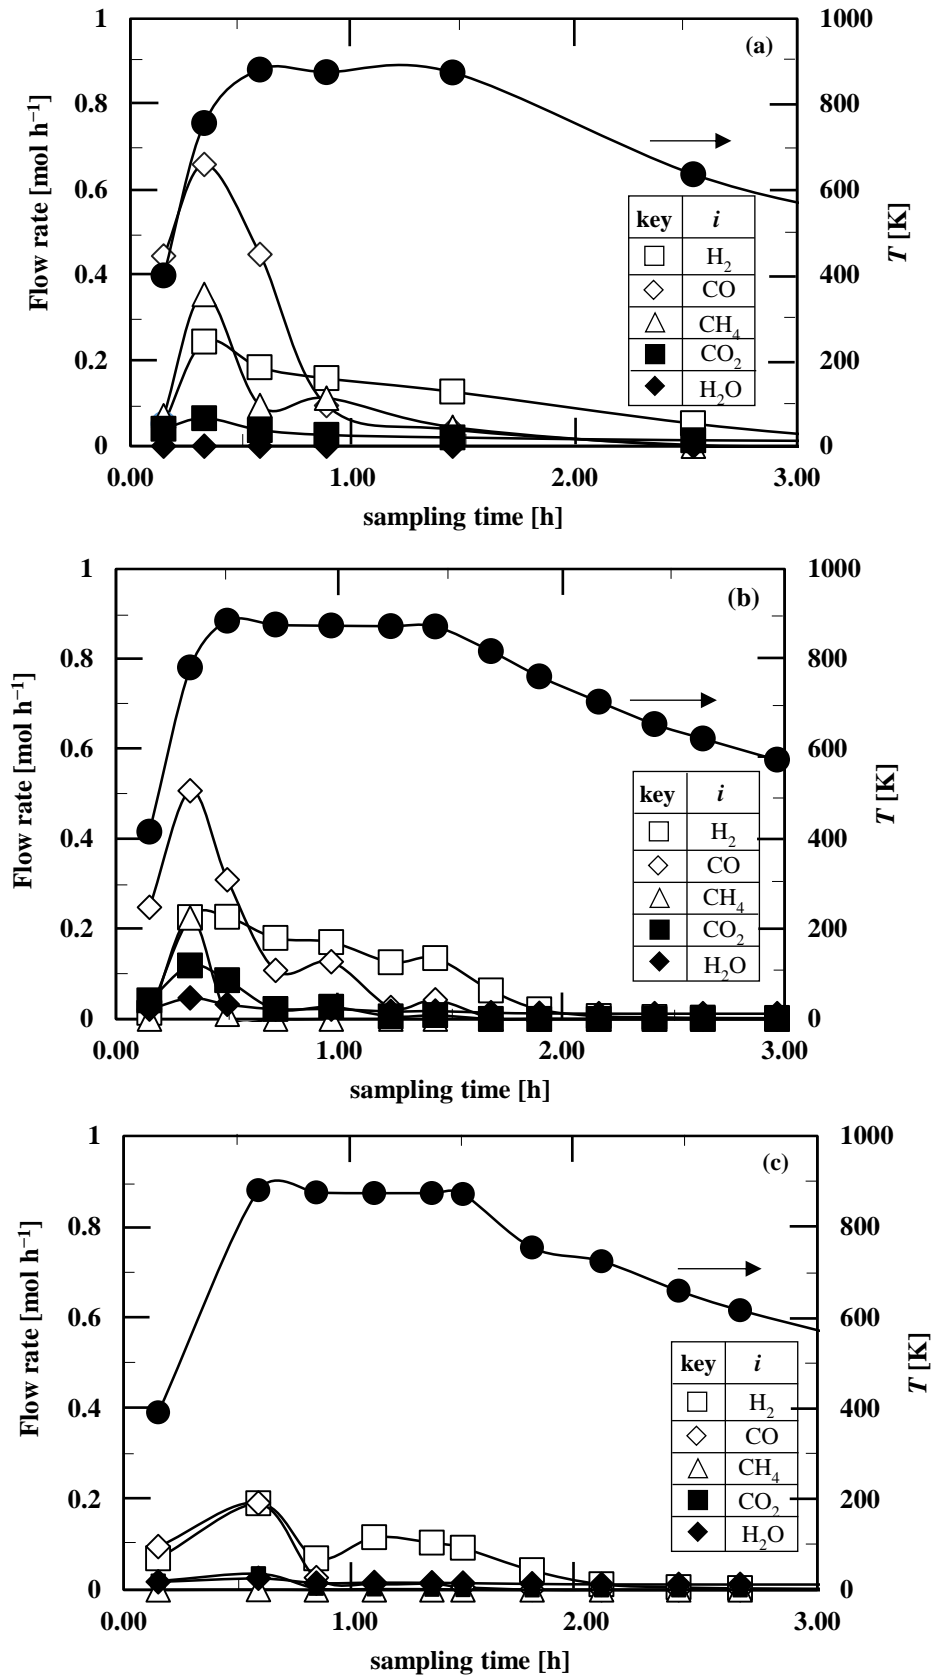 1
1000
(a)
0.8
800
0.6
600
key
i
0.4
H2
400
CO
CH4
0.2
CO2
200
H2O
0
0
0.00
1.00
2.00
3.00
sampling time [h]
Flow rate [mol h−1]
T [K]
1
1000
(b)
0.8
800
0.6
600
key
i
0.4
H2
400
CO
CH4
0.2
CO2
200
H2O
0
0
0.00
1.00
2.00
3.00
sampling time [h]
Flow rate [mol h−1]
T [K]
1
1000
(c)
0.8
800
0.6
600
key
i
0.4
H2
400
CO
CH4
0.2
CO2
200
H2O
0
0
0.00
1.00
2.00
3.00
sampling time [h]
Flow rate [mol h−1]
T [K]